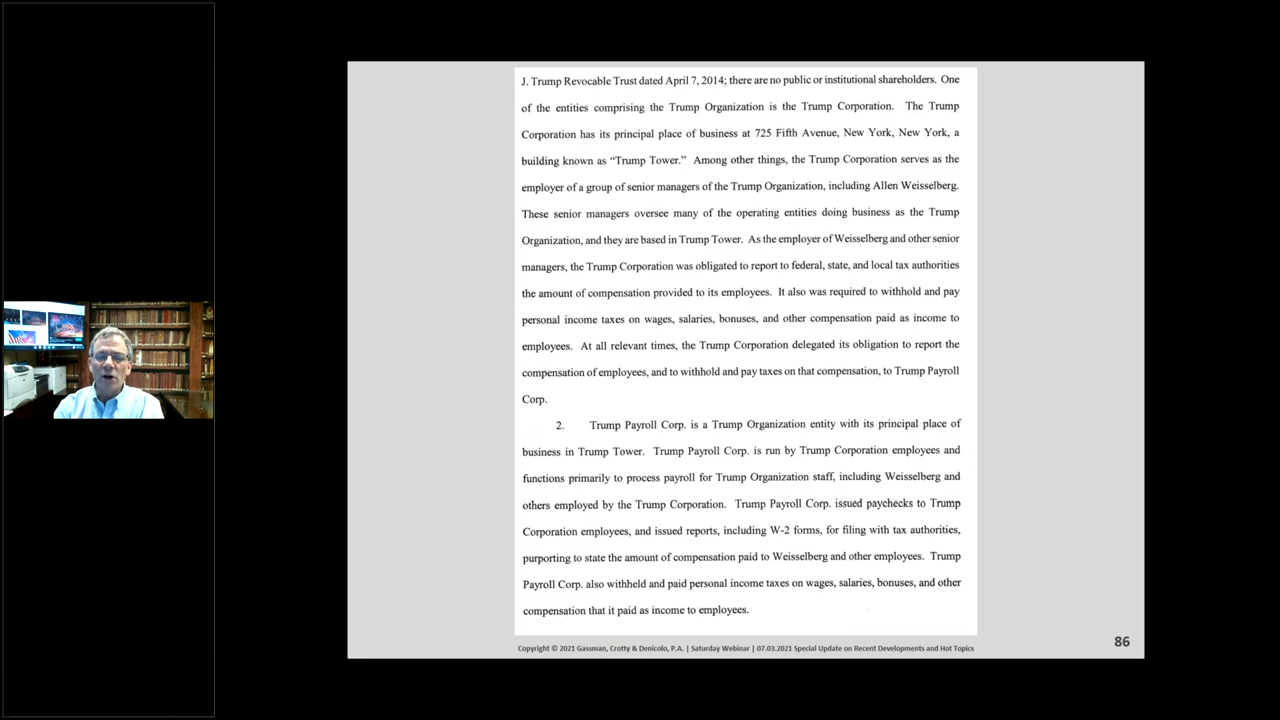 J. Trump Revocable Trust dated April 7, 2014; there are no public or institutional shareholders. One
of the entities comprising the Trump Organization is the Trump Corporation. The Trump
Corporation has its principal place of business at 725 Fifth Avenue, New York, New York, a
building known as “Trump Tower.” Among other things, the Trump Corporation serves as the
employer of a group of senior managers of the Trump Organization, including Allen Weisselberg.
These senior managers oversee many of the operating entities doing business as the Trump
Organization, and they are based in Trump Tower. As the employer of Weisselberg and other senior
managers, the Trump Corporation was obligated to report to federal, state, and local tax authorities
the amount of compensation provided to its employees. It also was required to withhold and pay
personal income taxes on wages, salaries, bonuses, and other compensation paid as income to
employees. At all relevant times, the Trump Corporation delegated its obligation to report the
compensation of employees, and to withhold and pay taxes on that compensation, to Trump Payroll
Corp.
2. Trump Payroll Corp. is a Trump Organization entity with its principal place of
business in Trump Tower. Trump Payroll Corp. is run by Trump Corporation employees and
functions primarily to process payroll for Trump Organization staff, including Weisselberg and
others employed by the Trump Corporation. Trump Payroll Corp. issued paychecks to Trump
Corporation employees, and issued reports, including W-2 forms, for filing with tax authorities,
purporting to state the amount of compensation paid to Weisselberg and other employees. Trump
Payroll Corp. also withheld and paid personal income taxes on wages, salaries, bonuses, and other
compensation that it paid as income to employees.
86
Copyright © 2021 Gassman, Crotty & Denicolo, P.A. | Saturday Webinar | 07.03.2021 Special Update on Recent Developments and Hot Topics